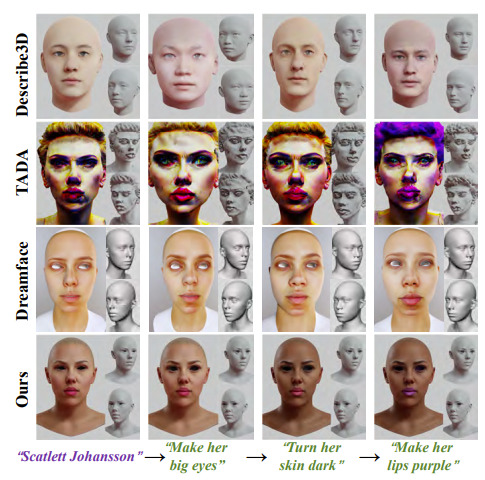 Describe3D
TADA
Dreamface
Ours
“Scatlett Johansson” → “Make her big eyes” → “Turn her skin dark” → “Make her lips purple”